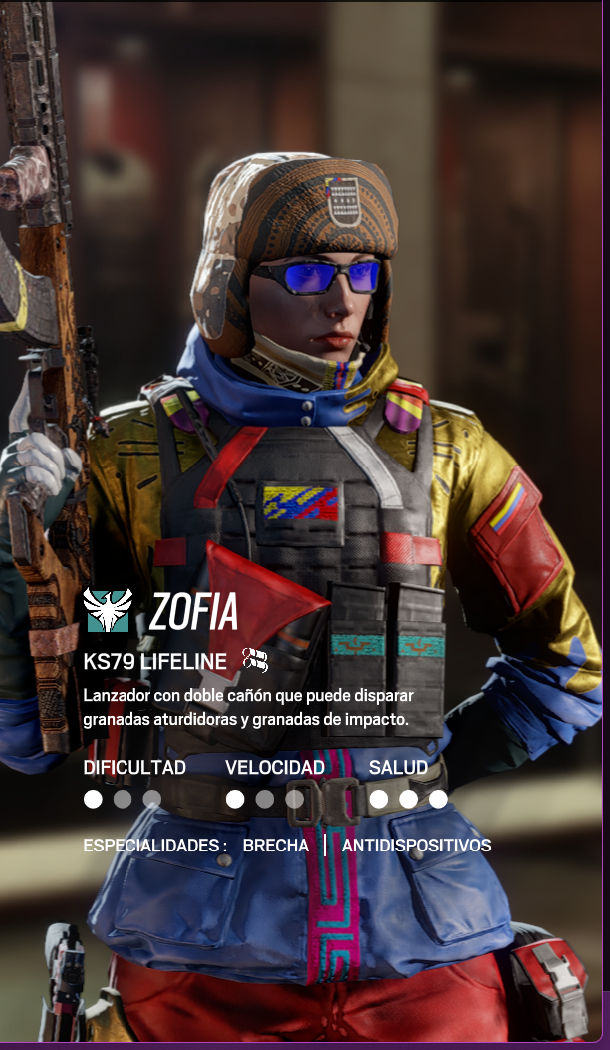 ZOFIA
KS79 LIFELINE
Lanzador con doble cañón que puede disparar
granadas aturdidoras y granadas de impacto.
DIFICULTAD VELOCIDAD SALUD
ESPECIALIDADES : BRECHA | ANTIDISPOSITIVOS